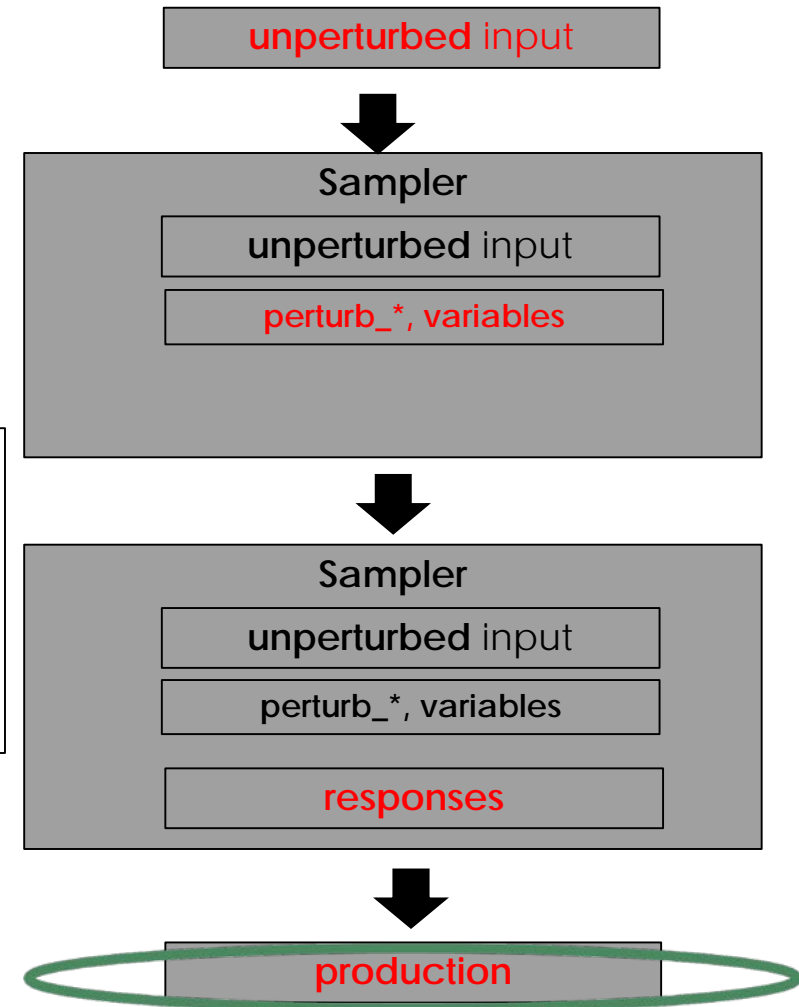 unperturbed input
Sampler
unperturbed input
perturb_*, variables
Sampler
unperturbed input
perturb_*, variables
responses
production